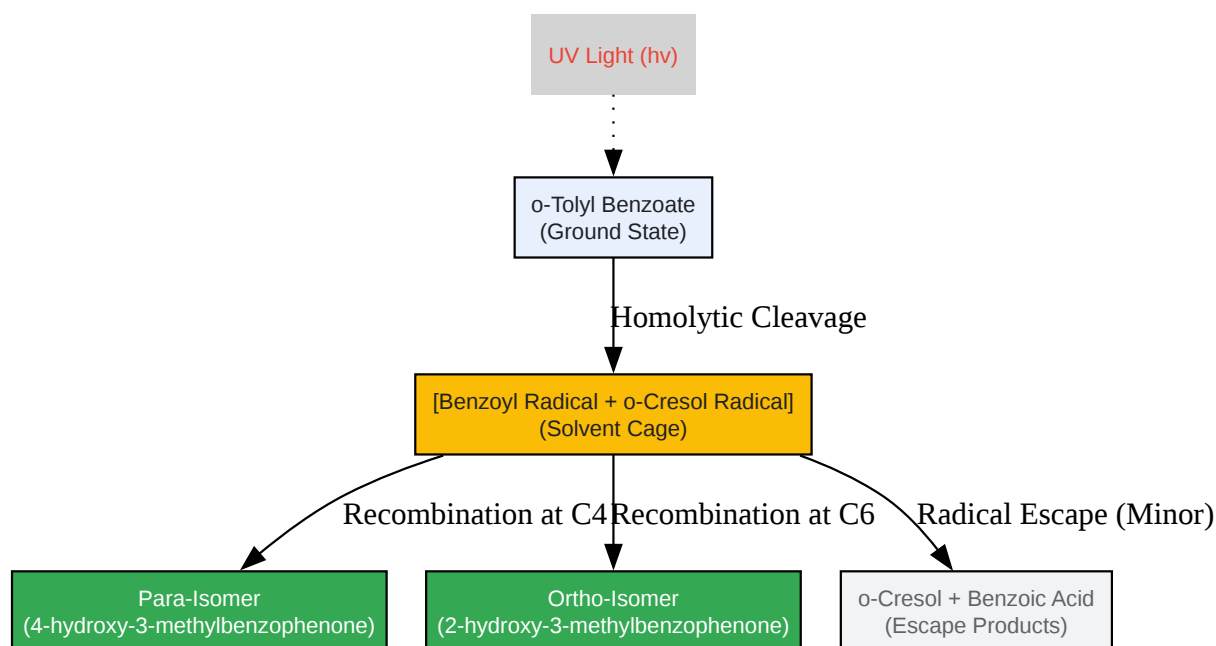 UV Light (hv)
o-Tolyl Benzoate
(Ground State)
Homolytic Cleavage
[Benzoyl Radical + o-Cresol Radical]
(Solvent Cage)
Recombination at C4
Recombination at C6
Radical Escape (Minor)
Para-Isomer
(4-hydroxy-3-methylbenzophenone)
Ortho-Isomer
(2-hydroxy-3-methylbenzophenone)
o-Cresol + Benzoic Acid
(Escape Products)